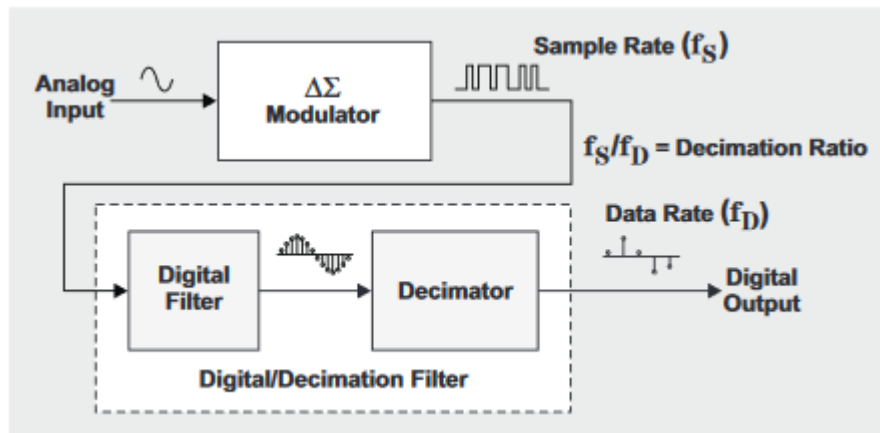 Sample Rate (fS)
Analog
Input
ΔΣ
Modulator
fS/fD = Decimation Ratio
Data Rate (fD)
Digital
Filter
Decimator
Digital
Output
Digital/Decimation Filter